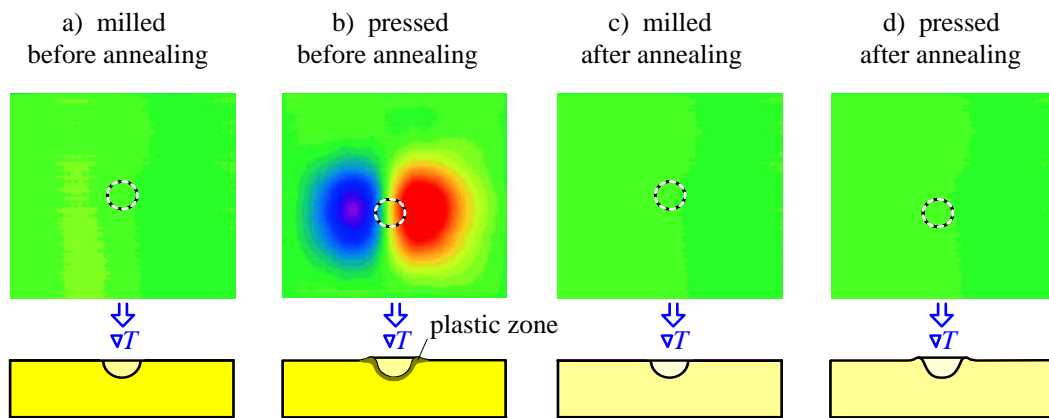 a) milled
before annealing
b) pressed
before annealing
c) milled
after annealing
d) pressed
after annealing
∇T
∇T
plastic zone
∇T
∇T